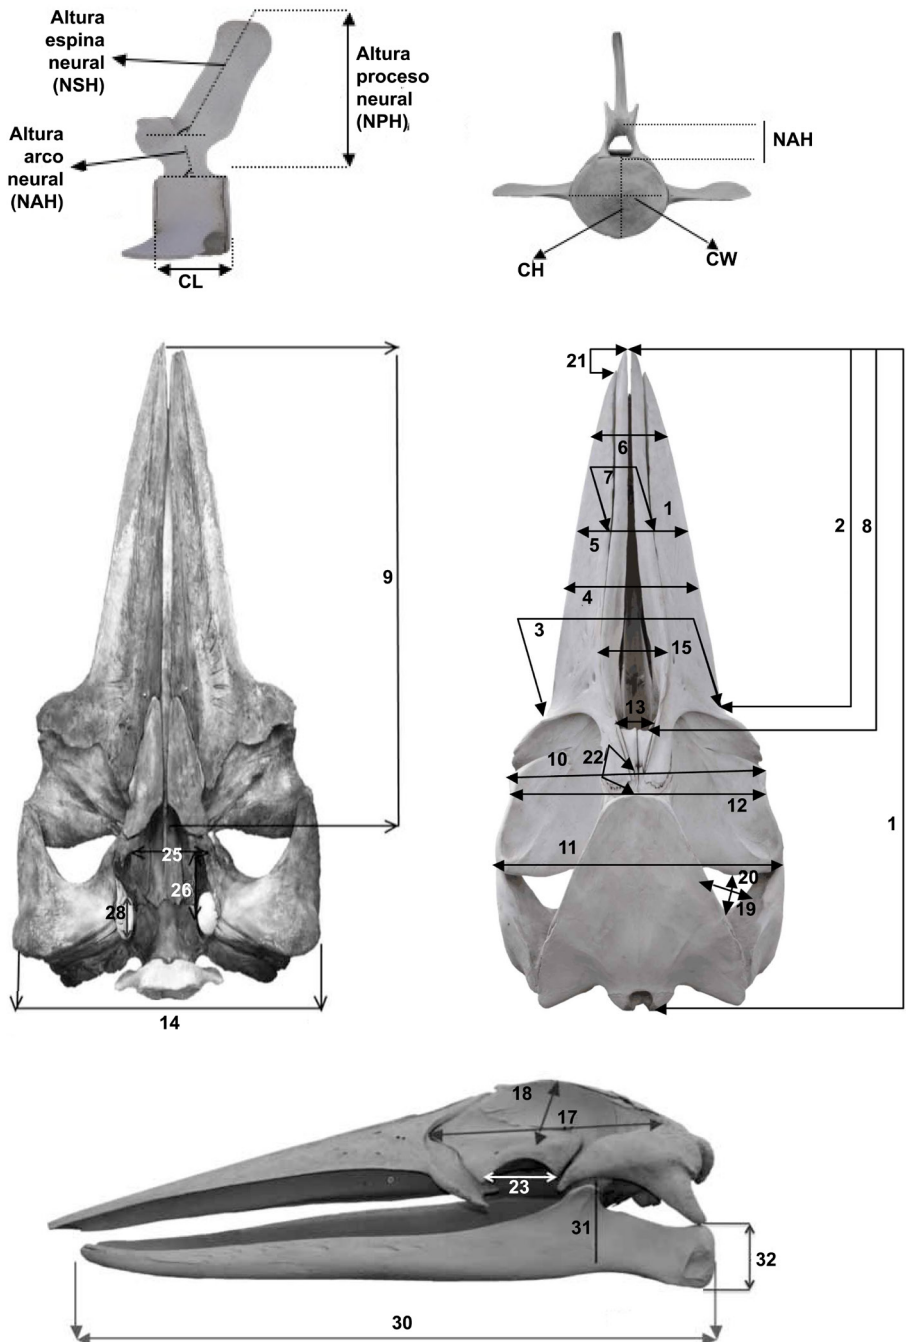 Altura
espina
neural
(NSH)
Altura
proceso
neural
(NPH)
Altura
arco
neural
(NAH)
CL
NAH
CH
CW
9
25
26
28
14
21
6
7
1
5
4
3
15
13
2
8
10
22
12
11
20
19
1
18
17
23
31
32
30